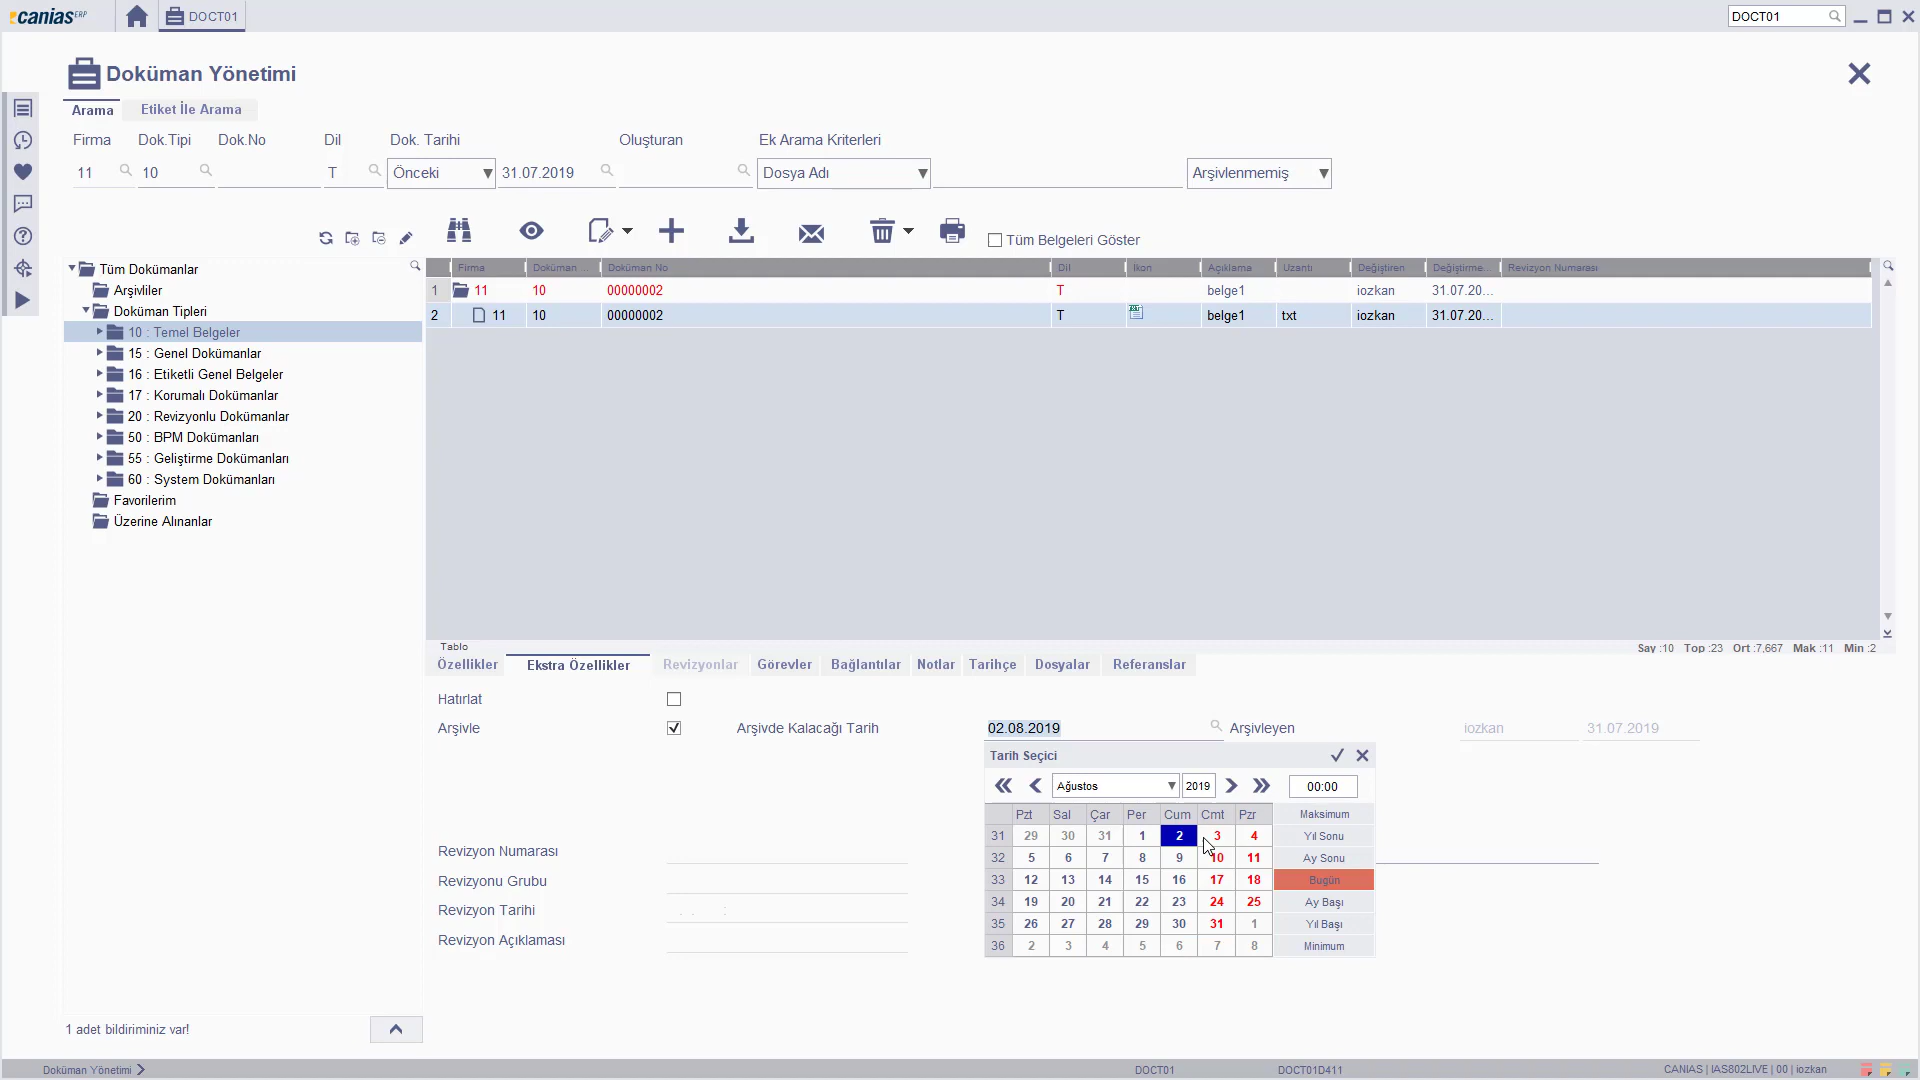 canias ERP
DOCT01
DOCT01
Doküman Yönetimi
Arama
Etiket İle Arama
Firma Dok.Tipi Dok.No Dil Dok. Tarihi Oluşturan Ek Arama Kriterleri
11 10 T Önceki 31.07.2019 Dosya Adı Arşivlenmemiş
Tüm Belgeleri Göster
Tüm Dokümanlar
Arşivliler
Doküman Tipleri
10 : Temel Belgeler
15 : Genel Dokümanlar
16 : Etiketli Genel Belgeler
17 : Korumalı Dokümanlar
20 : Revizyonlu Dokümanlar
50 : BPM Dokümanları
55 : Geliştirme Dokümanları
60 : System Dokümanları
Favorilerim
Üzerine Alınanlar
Firma Doküman ... Doküman No Dil İkon Açıklama Uzantı Değiştiren Değiştirme... Revizyon Numarası
1 11 10 00000002 T belge1 iozkan 31.07.20...
2 11 10 00000002 T belge1 txt iozkan 31.07.20...
Tablo
Say :10 Top :23 Ort :7,667 Mak :11 Min :2
Özellikler Ekstra Özellikler Revizyonlar Görevler Bağlantılar Notlar Tarihçe Dosyalar Referanslar
Hatırlat
Arşivle Arşivde Kalacağı Tarih 02.08.2019 Arşivleyen iozkan 31.07.2019
Tarih Seçici
Ağustos 2019 00:00
Pzt Sal Çar Per Cum Cmt Pzr Maksimum
31 29 30 31 1 2 3 4 Yıl Sonu
32 5 6 7 8 9 10 11 Ay Sonu
33 12 13 14 15 16 17 18 Bugün
34 19 20 21 22 23 24 25 Ay Başı
35 26 27 28 29 30 31 1 Yıl Başı
36 2 3 4 5 6 7 8 Minimum
Revizyon Numarası
Revizyonu Grubu
Revizyon Tarihi . . :
Revizyon Açıklaması
1 adet bildiriminiz var!
Doküman Yönetimi
DOCT01
DOCT01D411
CANIAS | IAS802LIVE | 00 | iozkan